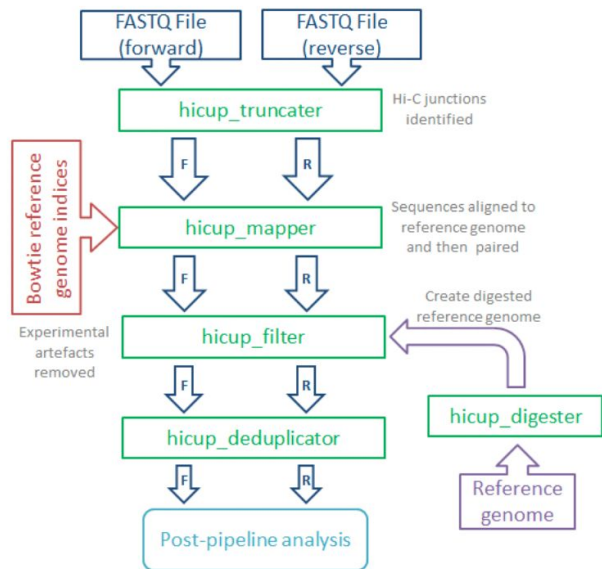 FASTQ File
(forward)
FASTQ File
(reverse)
hicup_truncater
Hi-C junctions
identified
F
R
Bowtie reference
genome indices
hicup_mapper
Sequences aligned to
reference genome
and then paired
F
R
Create digested
reference genome
Experimental
artefacts
removed
hicup_filter
F
R
hicup_digester
hicup_deduplicator
F
R
Reference
genome
Post-pipeline analysis